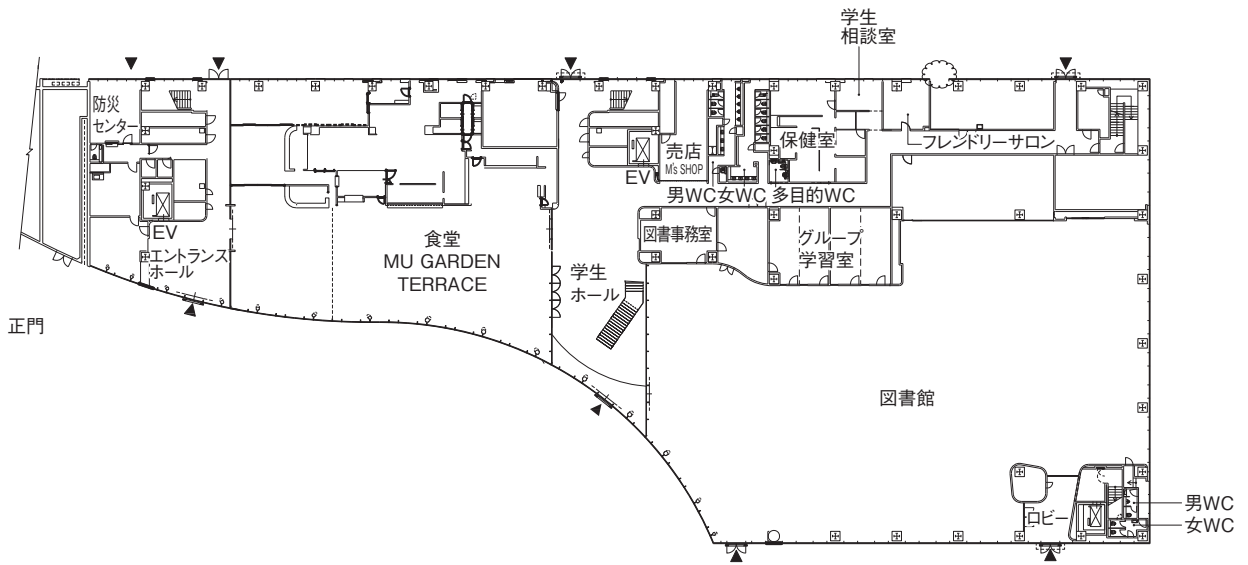 学生
相談室
防災
センター
売店
M's SHOP
保健室
フレンドリーサロン
EV
男WC
女WC
多目的WC
EV
エントランス
ホール
食堂
MU GARDEN
TERRACE
学生
ホール
図書事務室
グループ
学習室
正門
図書館
ロビー
男WC
女WC